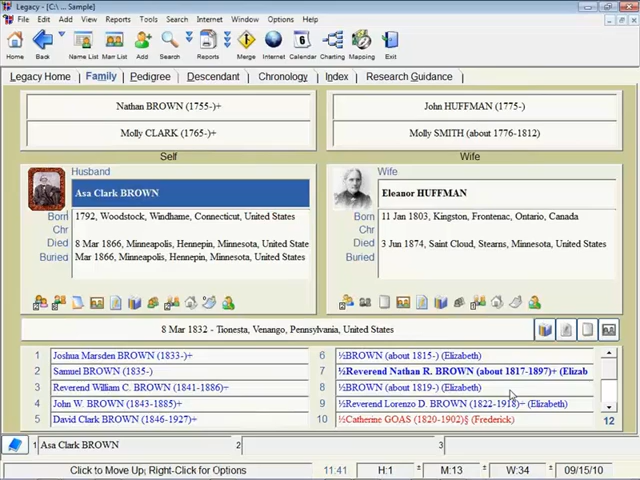 Legacy - [C:\ ... Sample]
File Edit View Reports Tools Search Internet Window Options Help
Home Back Name List Marr List Add Search Reports Merge Internet Calendar Charting Mapping Exit
Legacy Home Family Pedigree Descendant Chronology Index Research Guidance
Nathan BROWN (1755-)+ John HUFFMAN (1775-)
Molly CLARK (1765-)+ Molly SMITH (about 1776-1812)
Self Wife
Husband Wife
Asa Clark BROWN Eleanor HUFFMAN
Born 1792, Woodstock, Windhame, Connecticut, United States Born 11 Jan 1803, Kingston, Frontenac, Ontario, Canada
Chr Chr
Died 8 Mar 1866, Minneapolis, Hennepin, Minnesota, United State Died 3 Jun 1874, Saint Cloud, Stearns, Minnesota, United States
Buried Mar 1866, Minneapolis, Hennepin, Minnesota, United States Buried
8 Mar 1832 - Tionesta, Venango, Pennsylvania, United States
1 Joshua Marsden BROWN (1833-)+ 6 ½BROWN (about 1815-) (Elizabeth)
2 Samuel BROWN (1835-) 7 ½Reverend Nathan R. BROWN (about 1817-1897)+ (Elizab
3 Reverend William C. BROWN (1841-1886)+ 8 ½BROWN (about 1819-) (Elizabeth)
4 John W. BROWN (1843-1885)+ 9 ½Reverend Lorenzo D. BROWN (1822-1918)+ (Elizabeth)
5 David Clark BROWN (1846-1927)+ 10 ½Catherine GOAS (1820-1902)§ (Frederick) 12
1 Asa Clark BROWN 2 3
Click to Move Up; Right-Click for Options 11.41 H:1 M:13 W:34 09/15/10